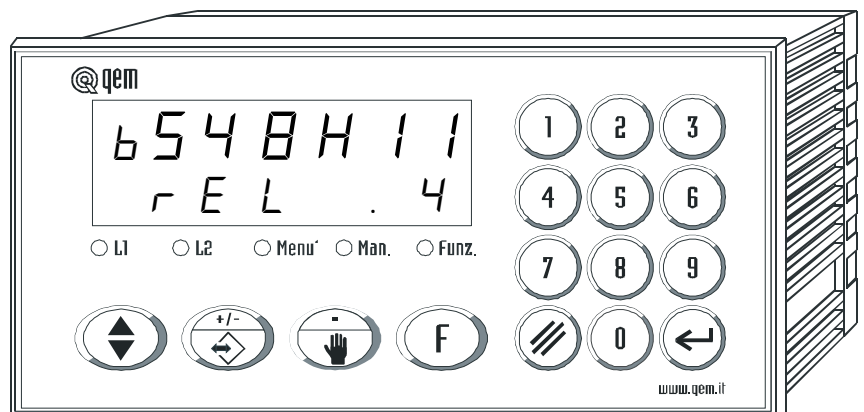 qem
b548H11
rEL .4
L1 L2 Menu' Man. Funz.
1 2 3
4 5 6
7 8 9
+/- - F 0
www.qem.it